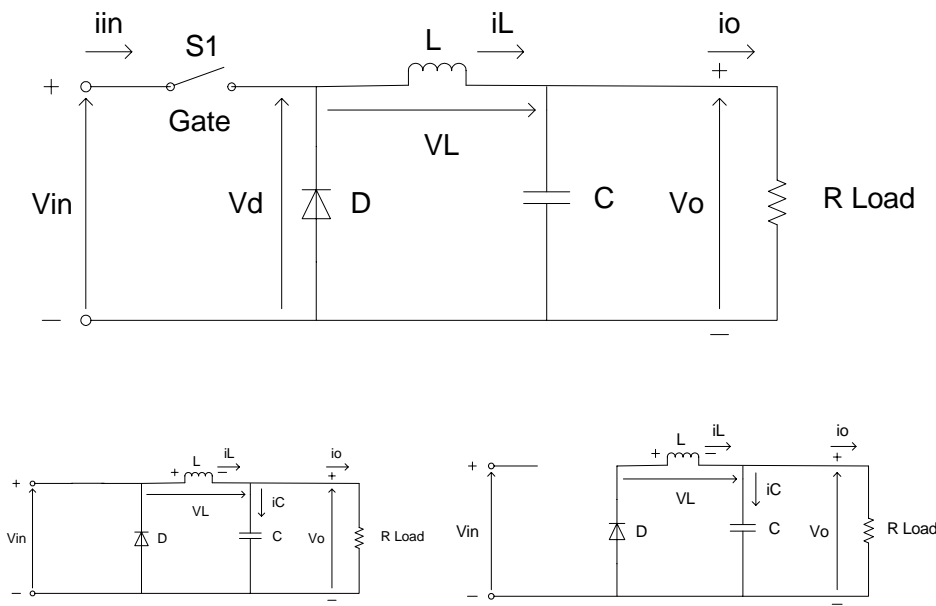 iin
S1
L
iL
io
+
+
Gate
VL
Vin
Vd
D
C
Vo
R Load
−
−
L
iL
io
+
+
−
+
VL
iC
Vin
D
C
Vo
R Load
−
−
L
iL
io
+
+
−
+
VL
iC
Vin
D
C
Vo
R Load
−
−